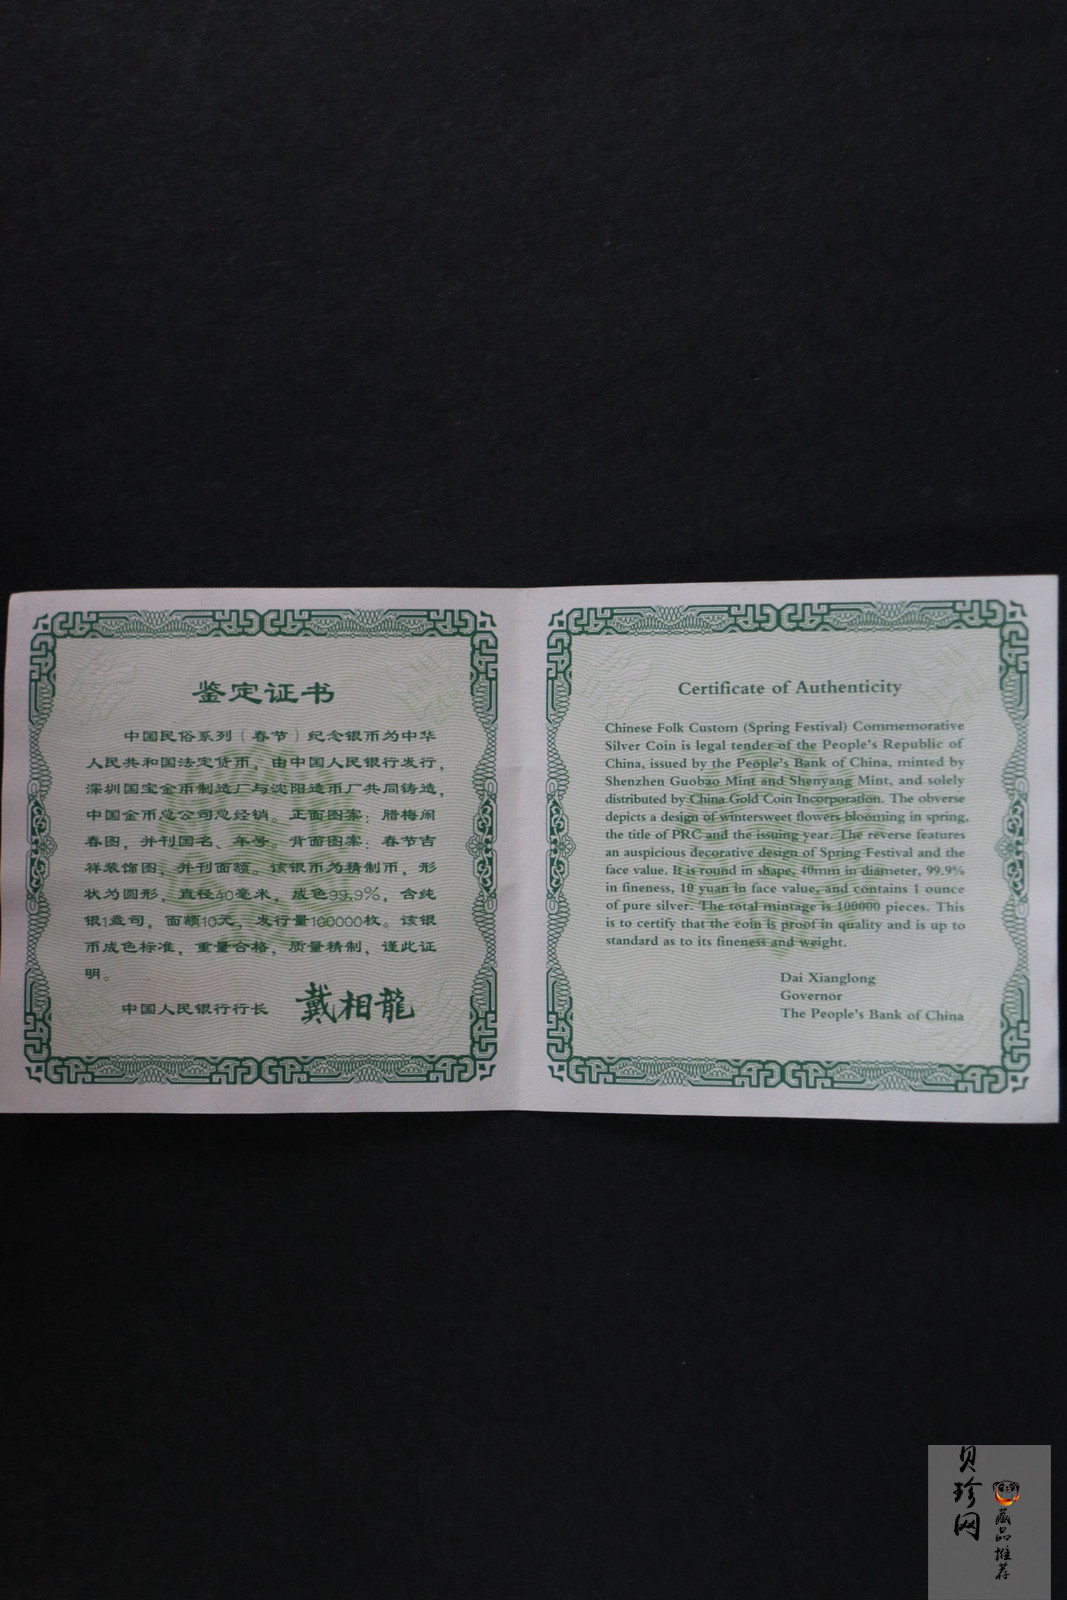 鉴定证书
中国民俗系列（春节）纪念银币为中华
人民共和国法定货币，由中国人民银行发行，
深圳国宝金币制造厂与沈阳造币厂共同铸造，
中国金币总公司总经销。正面图案：腊梅闹
春图，并刊国名、年号。背面图案：春节吉
祥装饰图，并刊面额。该银币为精制币，形
状为圆形，直径40毫米，成色99.9%，含纯
银1盎司，面额10元，发行量100000枚。该银
币成色标准，重量合格，质量精制，谨此证
明。
中国人民银行行长 戴相龍
Certificate of Authenticity
Chinese Folk Custom (Spring Festival) Commemorative
Silver Coin is legal tender of the People's Republic of
China, issued by the People's Bank of China, minted by
Shenzhen Guobao Mint and Shenyang Mint, and solely
distributed by China Gold Coin Incorporation. The obverse
depicts a design of wintersweet flowers blooming in spring,
the title of PRC and the issuing year. The reverse features
an auspicious decorative design of Spring Festival and the
face value. It is round in shape, 40mm in diameter, 99.9%
in fineness, 10 yuan in face value, and contains 1 ounce
of pure silver. The total mintage is 100000 pieces. This
is to certify that the coin is proof in quality and is up to
standard as to its fineness and weight.
Dai Xianglong
Governor
The People's Bank of China
贝珍网
藏品推荐